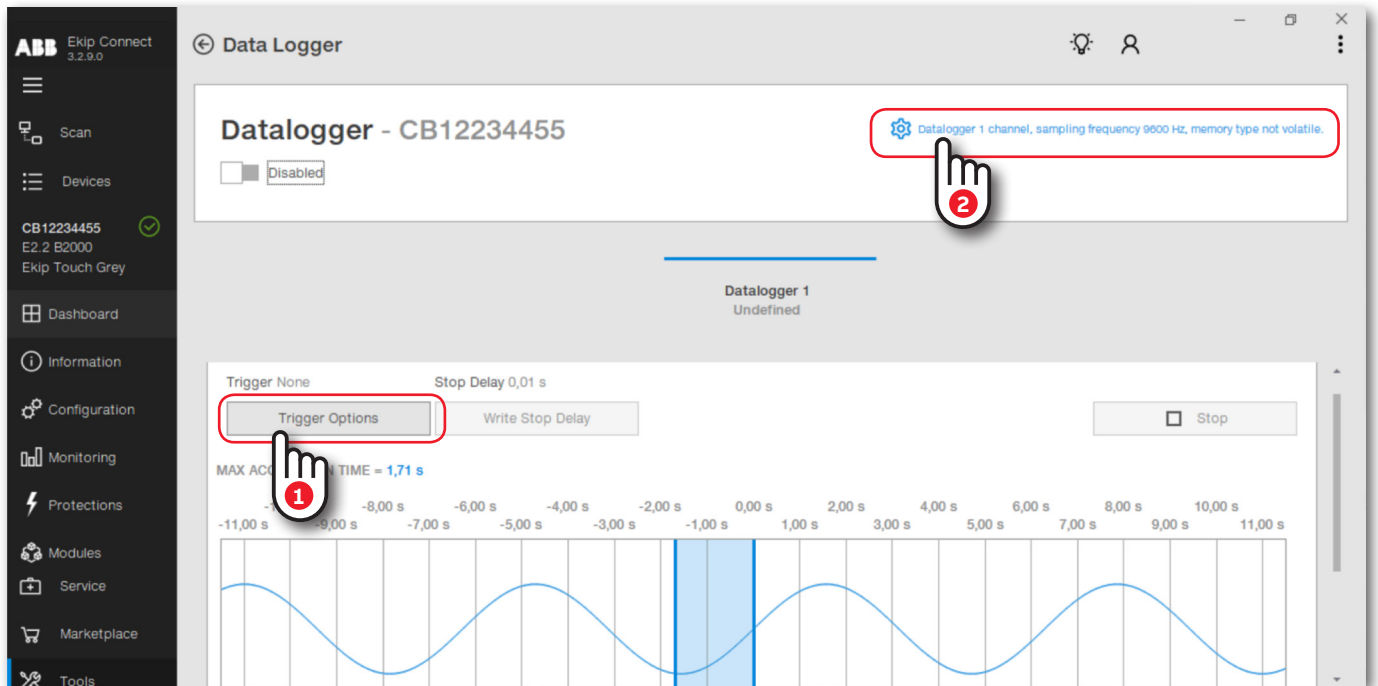 ABB Ekip Connect
3.2.9.0
Data Logger
Scan
Devices
CB12234455
E2.2 B2000
Ekip Touch Grey
Dashboard
Information
Configuration
Monitoring
Protections
Modules
Service
Marketplace
Tools
Datalogger - CB12234455
Disabled
Datalogger 1 channel, sampling frequency 9600 Hz, memory type not volatile.
2
Datalogger 1
Undefined
Trigger None
Stop Delay 0,01 s
Trigger Options
Write Stop Delay
Stop
1
MAX TIME = 1,71 s
-8,00 s -6,00 s -4,00 s -2,00 s 0,00 s 2,00 s 4,00 s 6,00 s 8,00 s 10,00 s
-11,00 s -9,00 s -7,00 s -5,00 s -3,00 s -1,00 s 1,00 s 3,00 s 5,00 s 7,00 s 9,00 s 11,00 s